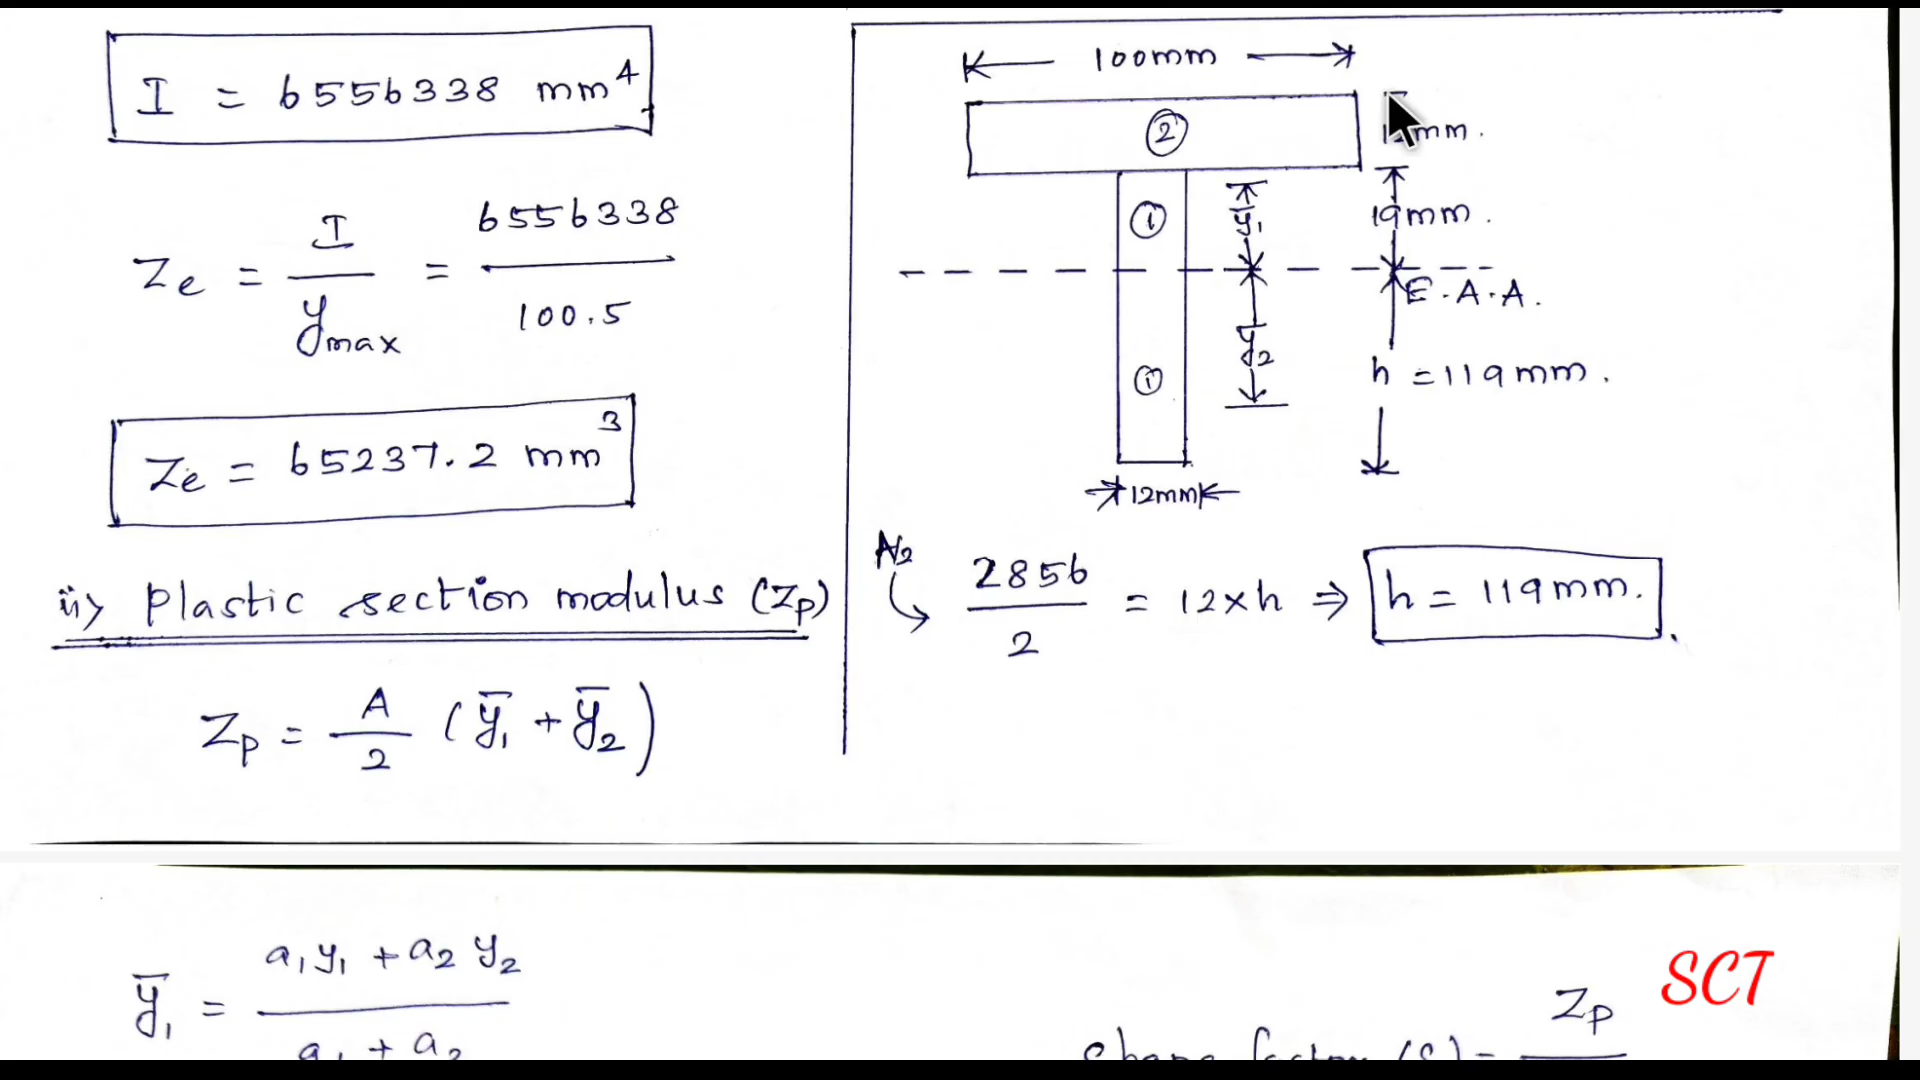 I = 6556338 mm⁴
Ze = I / ymax = 6556338 / 100.5
Ze = 65237.2 mm³
ii) Plastic section modulus (Zp)
Zp = A/2 (ȳ₁ + ȳ₂)
100mm
②
mm.
①
ȳ₁
19mm.
E.A.A.
ȳ₂
①
h = 119mm.
12mm
A/2
2856 / 2 = 12×h ⇒ h = 119mm.
ȳ₁ = a₁y₁ + a₂y₂ / a₁ + a₂
SCT
(S) = Zp